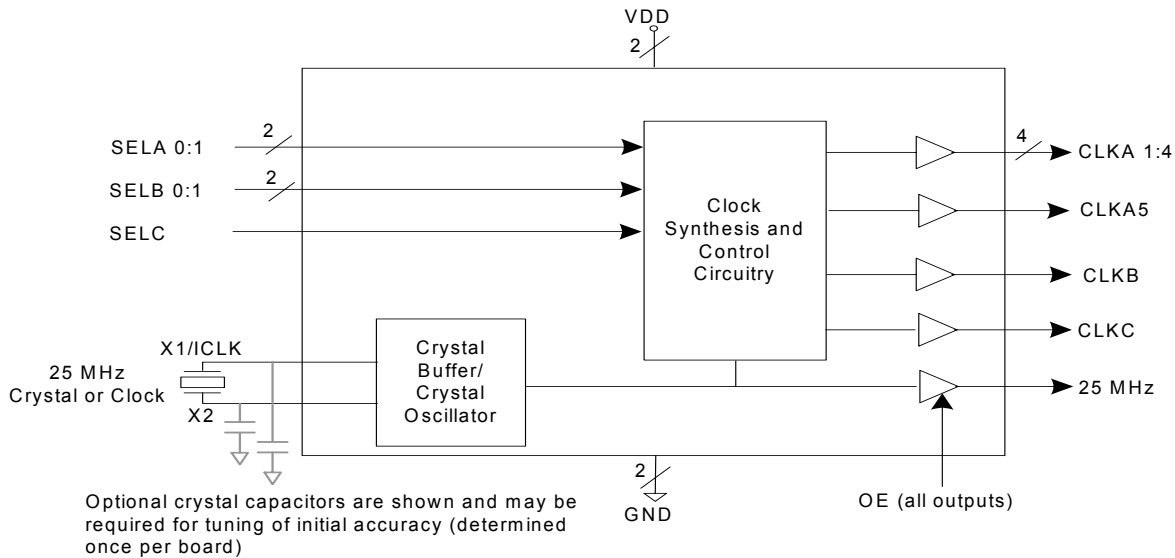 VDD
2
SELA 0:1
2
SELB 0:1
2
SELC
Clock
Synthesis and
Control
Circuitry
4
CLKA 1:4
CLKA5
CLKB
CLKC
25 MHz
X1/ICLK
25 MHz
Crystal or Clock
X2
Crystal
Buffer/
Crystal
Oscillator
2
GND
OE (all outputs)
Optional crystal capacitors are shown and may be
required for tuning of initial accuracy (determined
once per board)